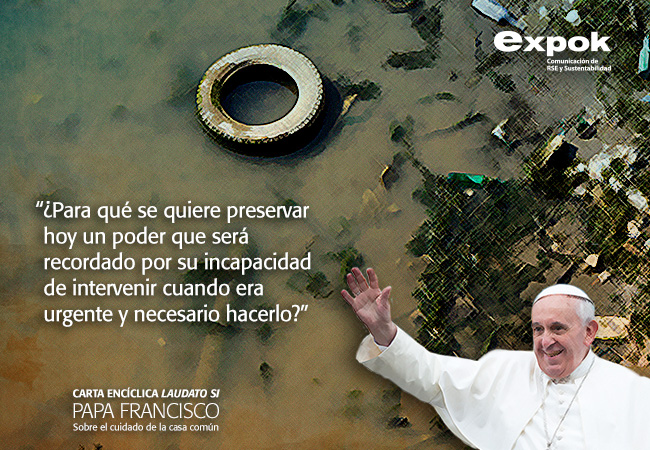 expok
Comunicación de
RSE y Sustentabilidad
“¿Para qué se quiere preservar
hoy un poder que será
recordado por su incapacidad
de intervenir cuando era
urgente y necesario hacerlo?”
CARTA ENCÍCLICA LAUDATO SI
PAPA FRANCISCO
Sobre el cuidado de la casa común